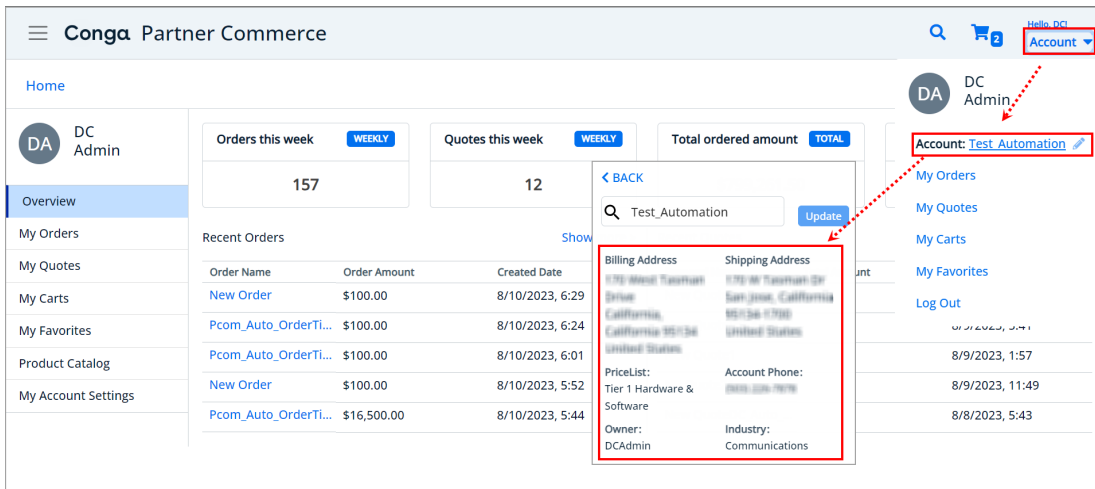 Conga Partner Commerce
2
Hello, DC!
Account
Home
DA
DC
Admin
Overview
My Orders
My Quotes
My Carts
My Favorites
Product Catalog
My Account Settings
Orders this week WEEKLY
157
Quotes this week WEEKLY
12
Total ordered amount TOTAL
Recent Orders
Show
Order Name Order Amount Created Date
New Order $100.00 8/10/2023, 6:29
Pcom_Auto_OrderTi... $100.00 8/10/2023, 6:24
Pcom_Auto_OrderTi... $100.00 8/10/2023, 6:01
New Order $100.00 8/10/2023, 5:52
Pcom_Auto_OrderTi... $16,500.00 8/10/2023, 5:44
BACK
Test_Automation
Update
Billing Address
Shipping Address
PriceList:
Tier 1 Hardware &
Software
Account Phone:
Owner:
DCAdmin
Industry:
Communications
DA
DC
Admin
Account: Test_Automation
My Orders
My Quotes
My Carts
My Favorites
Log Out
8/9/2023, 1:57
8/9/2023, 11:49
8/8/2023, 5:43